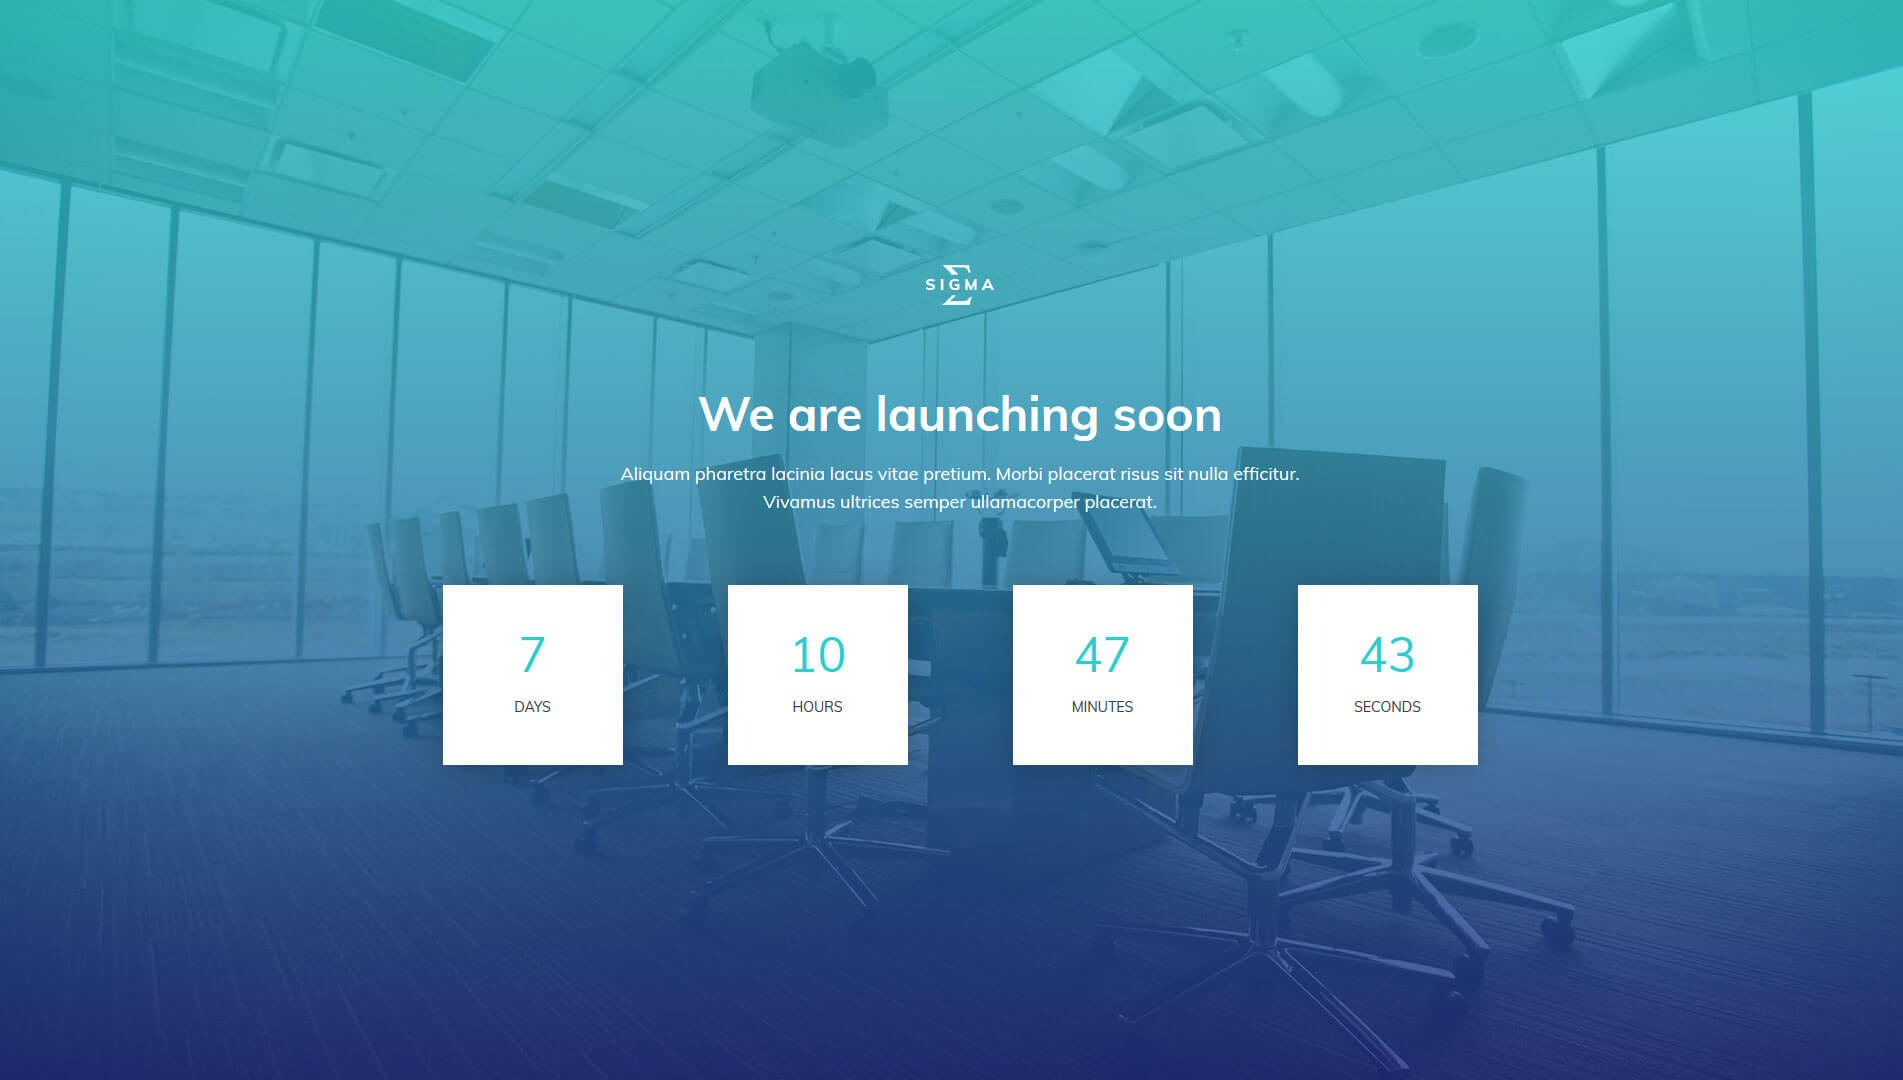 Σ
SIGMA
We are launching soon
Aliquam pharetra lacinia lacus vitae pretium. Morbi placerat risus sit nulla efficitur.
Vivamus ultrices semper ullamacorper placerat.
7 10 47 43
DAYS HOURS MINUTES SECONDS